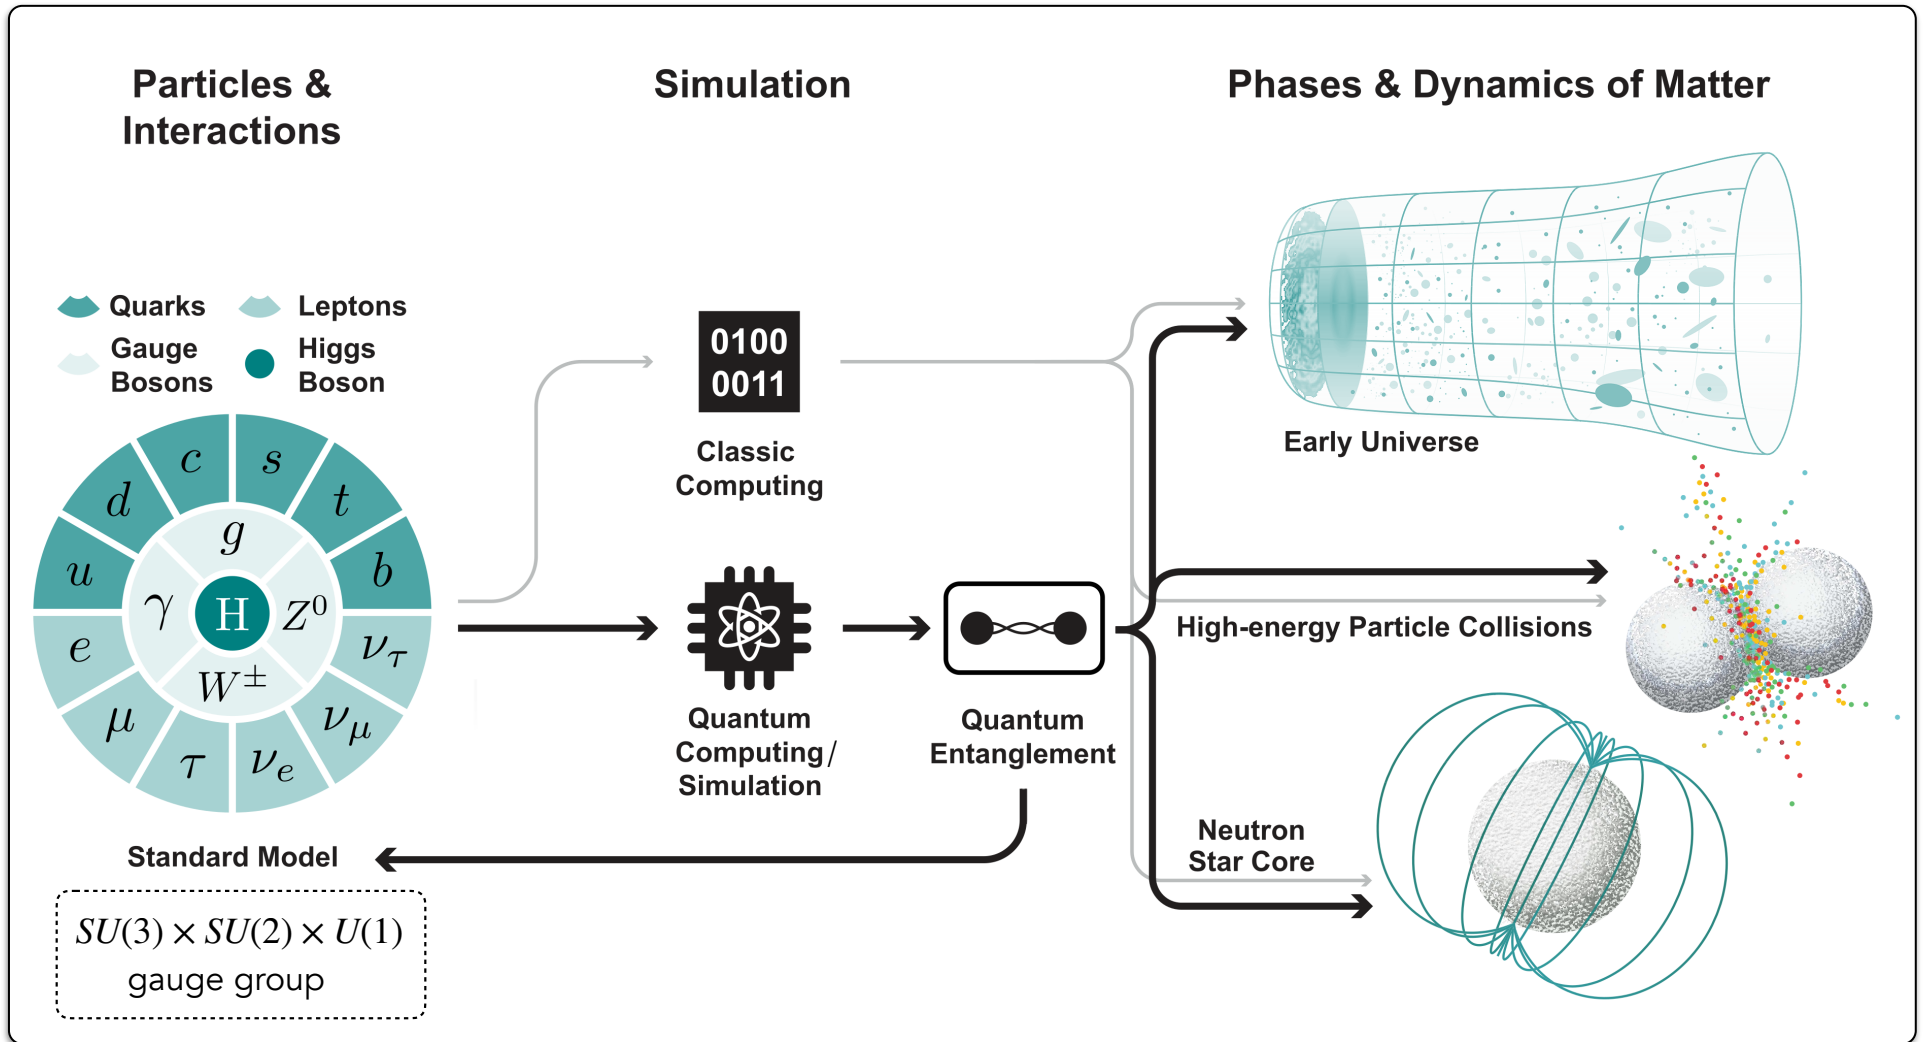 Particles &
Interactions
Simulation
Phases & Dynamics of Matter
Quarks
Leptons
Gauge
Bosons
Higgs
Boson
c
s
d
t
u
b
g
γ
H
Z⁰
W±
e
ν_τ
μ
ν_μ
τ
ν_e
Standard Model
SU(3) × SU(2) × U(1)
gauge group
0100
0011
Classic
Computing
Quantum
Computing/
Simulation
Quantum
Entanglement
Early Universe
High-energy Particle Collisions
Neutron
Star Core